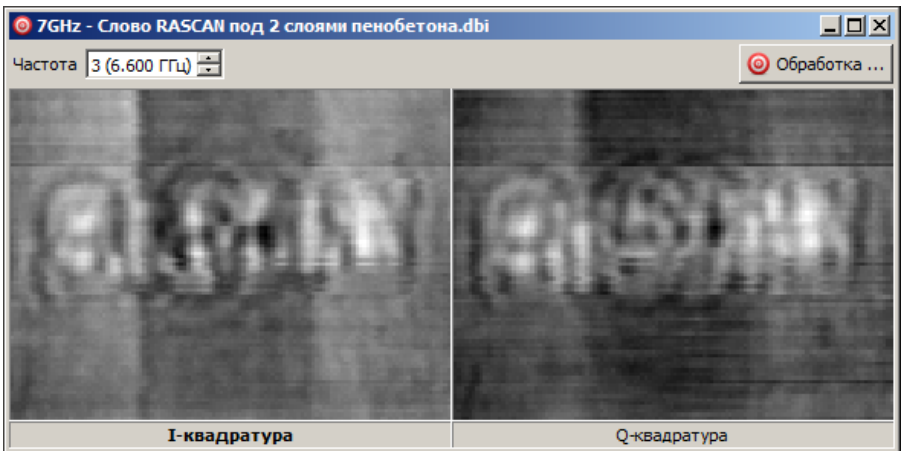 7GHz - Слово RASCAN под 2 слоями пенобетона.dbi
Частота 3 (6.600 ГГц) Обработка ...
I-квадратура Q-квадратура